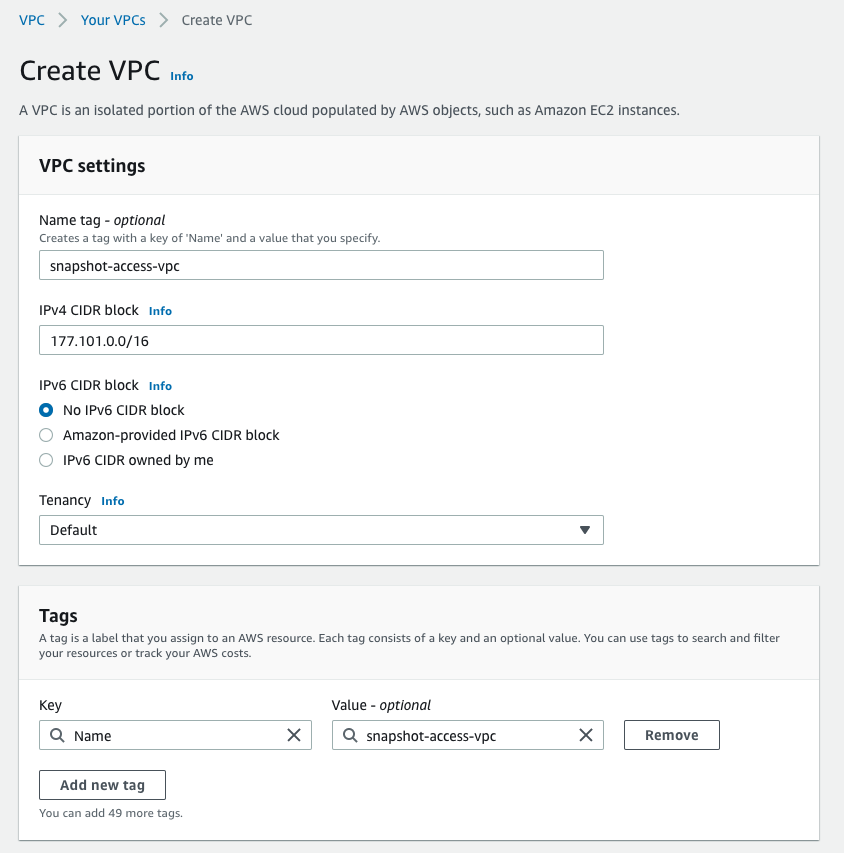 VPC > Your VPCs > Create VPC
Create VPC Info
A VPC is an isolated portion of the AWS cloud populated by AWS objects, such as Amazon EC2 instances.
VPC settings
Name tag - optional
Creates a tag with a key of 'Name' and a value that you specify.
snapshot-access-vpc
IPv4 CIDR block Info
177.101.0.0/16
IPv6 CIDR block Info
No IPv6 CIDR block
Amazon-provided IPv6 CIDR block
IPv6 CIDR owned by me
Tenancy Info
Default
Tags
A tag is a label that you assign to an AWS resource. Each tag consists of a key and an optional value. You can use tags to search and filter
your resources or track your AWS costs.
Key Value - optional
Name snapshot-access-vpc Remove
Add new tag
You can add 49 more tags.